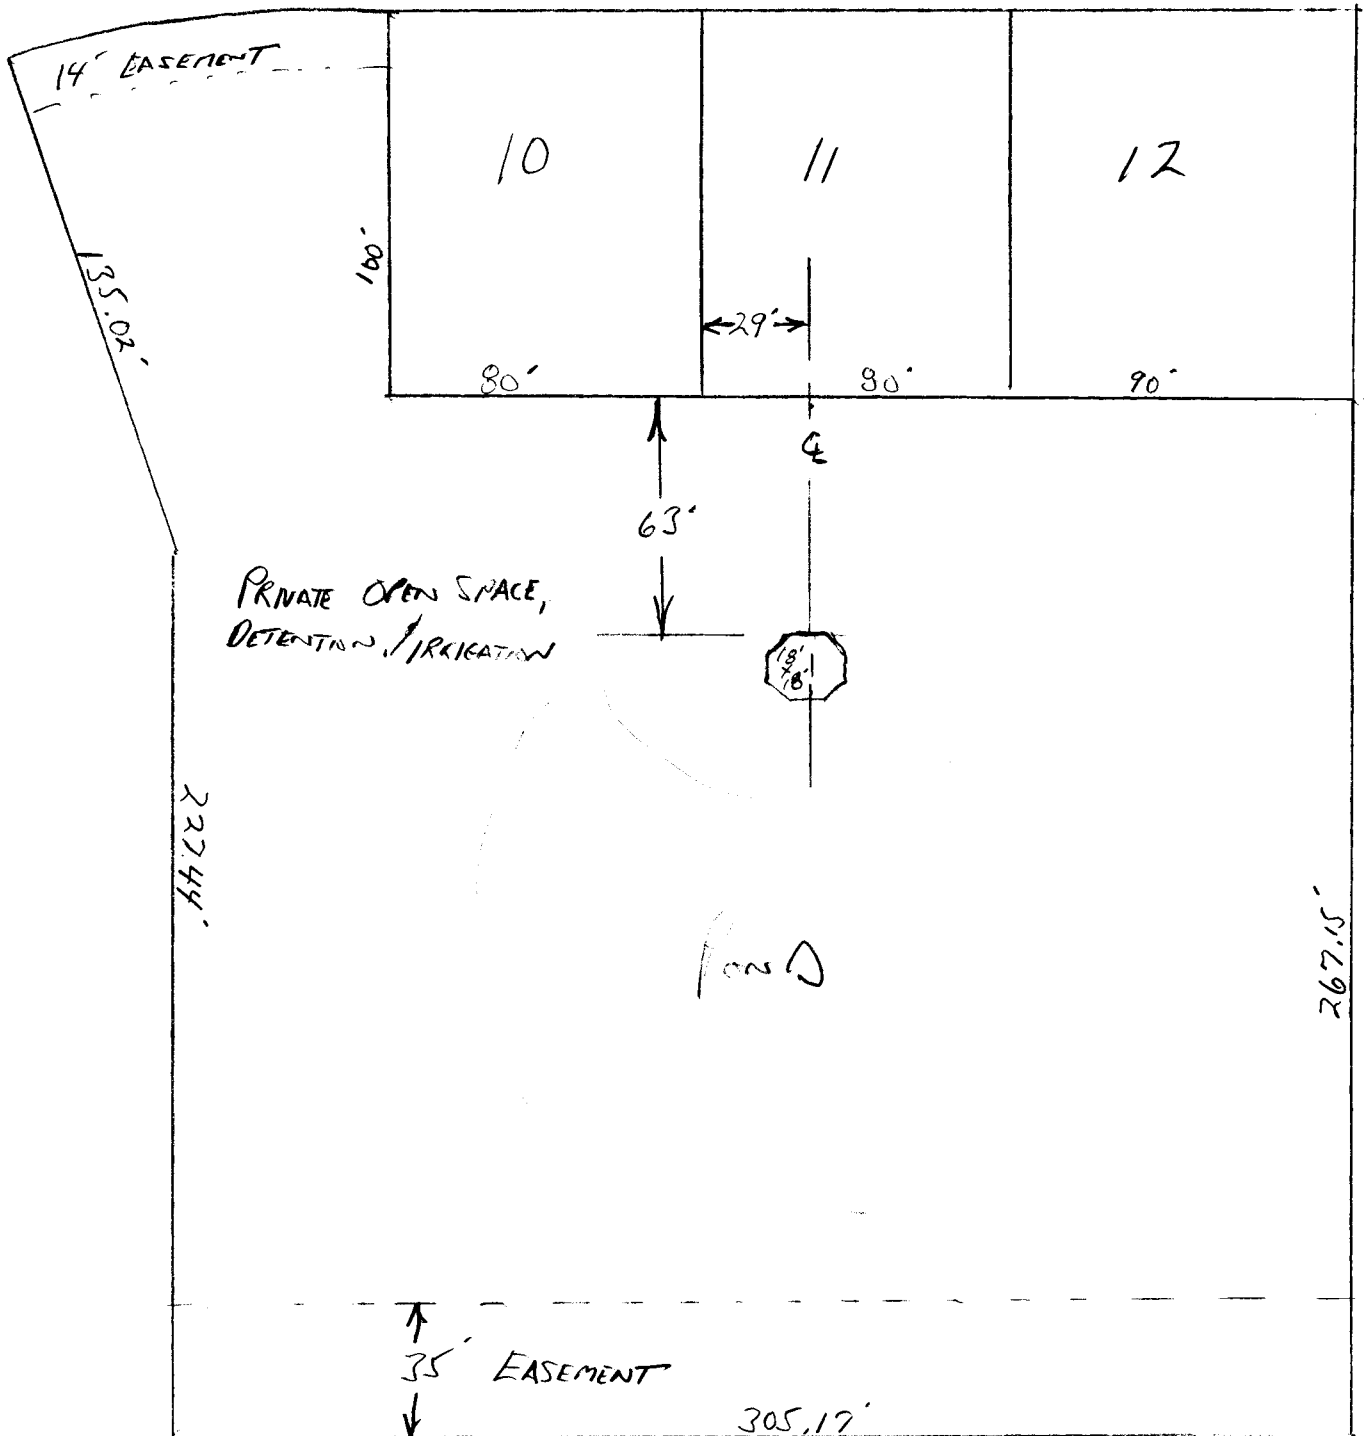 14' EASEMENT
10
11
12
135.02'
100'
29'
80'
80'
90'
℄
63'
PRIVATE OPEN SPACE,
DETENTION / IRRIGATION
18'
x
18'
227.44'
POND
267.15'
35' EASEMENT
305.17'